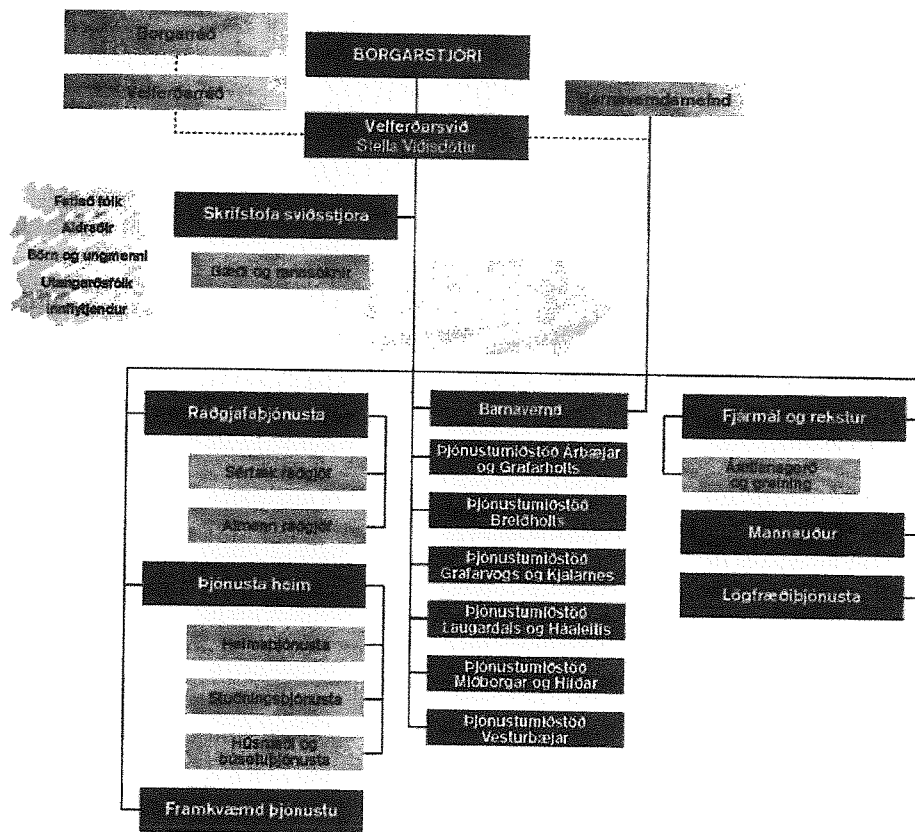 Borgarráð
BORGARSTJÓRI
Velferðarráð
Barnaverndarnefnd
Velferðarsvið
Stella Víðisdóttir
Fatlað fólk
Aldraðir
Börn og ungmenni
Utangarðsfólk
Innflytjendur
Skrifstofa sviðsstjóra
Gæði og rannsóknir
Ráðgjafaþjónusta
Sértæk ráðgjöf
Almenn ráðgjöf
Þjónusta heim
Heimaþjónusta
Stuðningsþjónusta
Húsnæði og
búsetuþjónusta
Framkvæmd þjónustu
Barnavernd
Þjónustumiðstöð Árbæjar
og Grafarholts
Þjónustumiðstöð
Breiðholts
Þjónustumiðstöð
Grafarvogs og Kjalarnes
Þjónustumiðstöð
Laugardals og Háaleitis
Þjónustumiðstöð
Miðborgar og Hlíðar
Þjónustumiðstöð
Vesturbæjar
Fjármál og rekstur
Áætlanagerð
og greining
Mannauður
Lögfræðiþjónusta